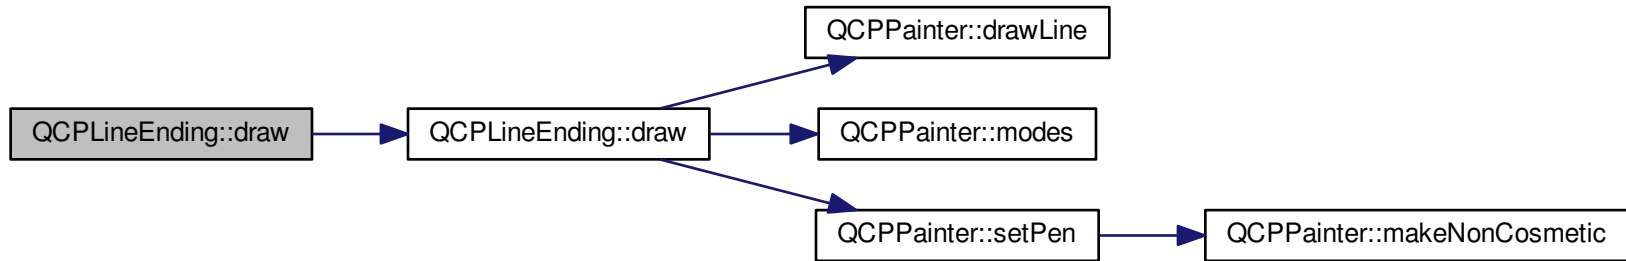 QCPPainter::drawLine
QCPLineEnding::draw
QCPLineEnding::draw
QCPPainter::modes
QCPPainter::setPen
QCPPainter::makeNonCosmetic